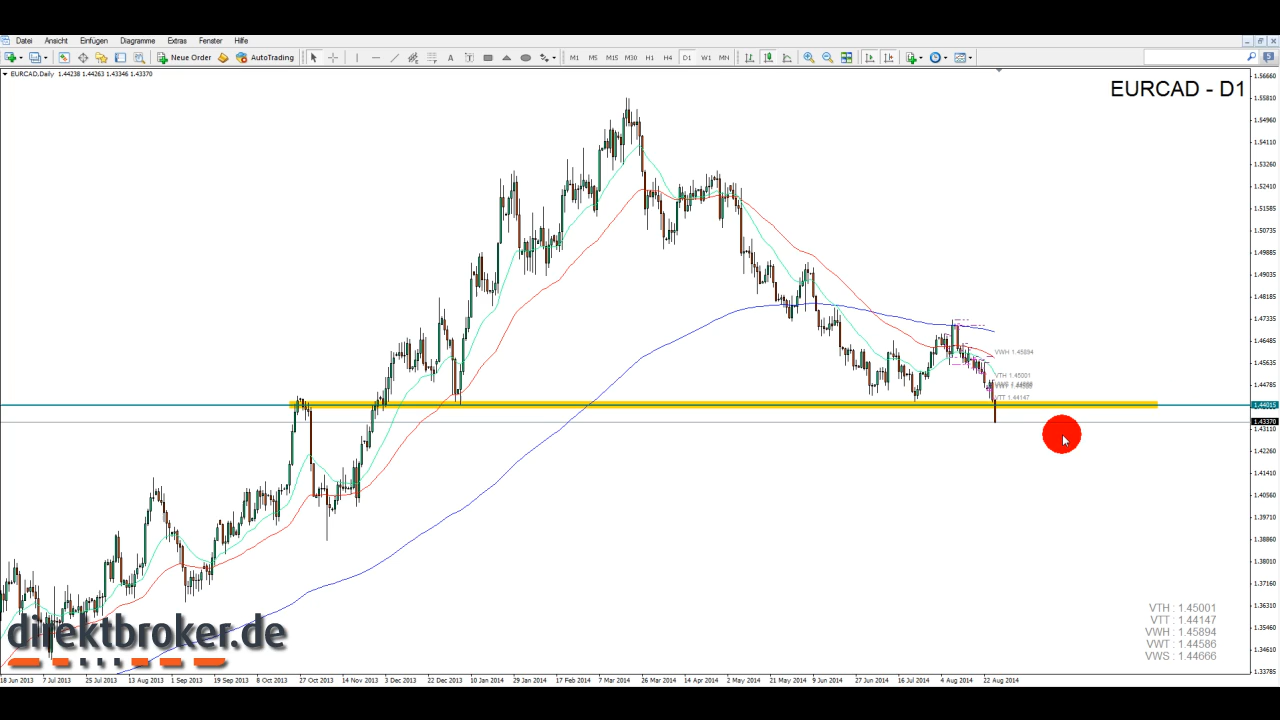 Datei Ansicht Einfügen Diagramme Extras Fenster Hilfe
New Order AutoTrading A T M1 M5 M15 M30 H1 H4 D1 W1 MN
EURCAD,Daily 1.44238 1.44263 1.43346 1.43370
EURCAD - D1
1.56660
1.55810
1.54960
1.54110
1.53260
1.52410
1.51585
1.50735
1.49885
1.49035
1.48185
1.47335
1.46485
1.45635
1.44785
1.44015
1.43370
1.43110
1.42260
1.41410
1.40560
1.39710
1.38860
1.38010
1.37160
1.36310
1.35460
1.34610
1.33785
VWH 1.45894
VTH 1.45001
VTT 1.44147
VTH : 1.45001
VTT : 1.44147
VWH : 1.45894
VWT : 1.44586
VWS : 1.44666
direktbroker.de
18 Jun 2013 7 Jul 2013 25 Jul 2013 13 Aug 2013 1 Sep 2013 19 Sep 2013 8 Oct 2013 27 Oct 2013 14 Nov 2013 3 Dec 2013 22 Dec 2013 10 Jan 2014 29 Jan 2014 17 Feb 2014 7 Mar 2014 26 Mar 2014 14 Apr 2014 2 May 2014 21 May 2014 9 Jun 2014 27 Jun 2014 16 Jul 2014 4 Aug 2014 22 Aug 2014